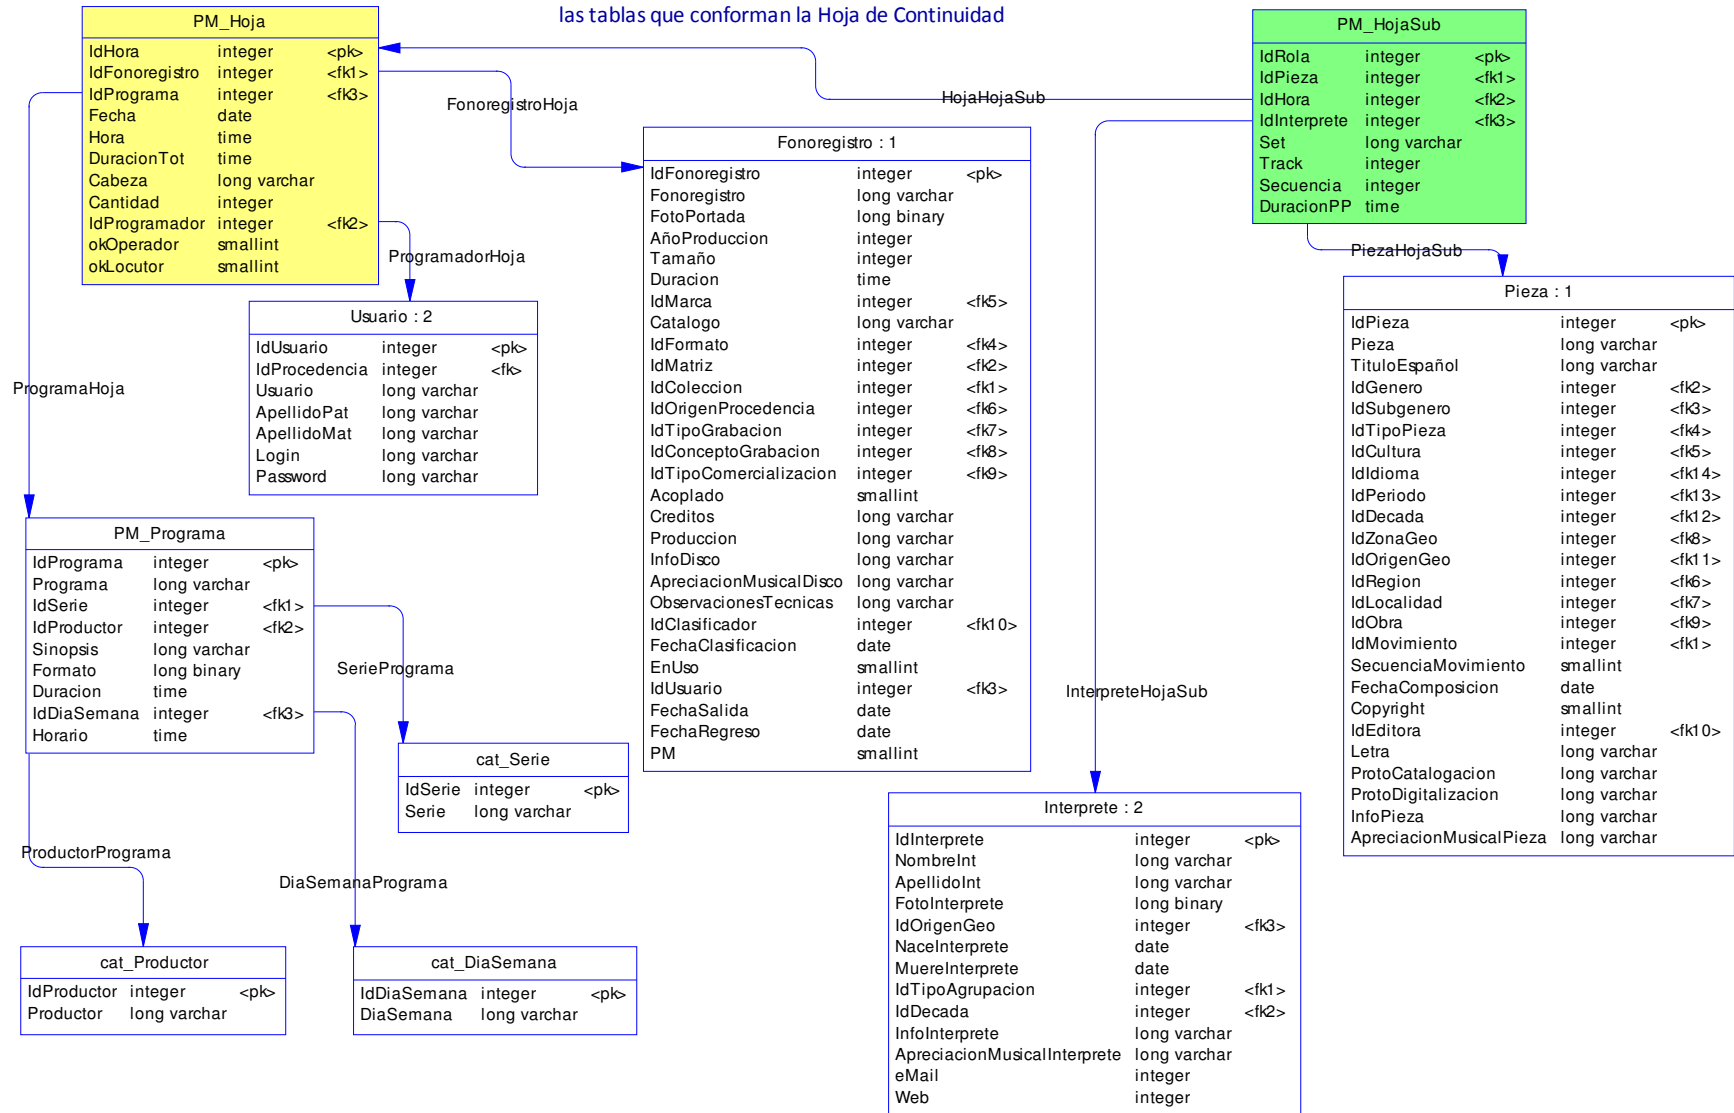 las tablas que conforman la Hoja de Continuidad
PM_Hoja
IdHora integer <pk>
IdFonoregistro integer <fk1>
IdPrograma integer <fk3>
Fecha date
Hora time
DuracionTot time
Cabeza long varchar
Cantidad integer
IdProgramador integer <fk2>
okOperador smallint
okLocutor smallint
PM_HojaSub
IdRola integer <pk>
IdPieza integer <fk1>
IdHora integer <fk2>
IdInterprete integer <fk3>
Set long varchar
Track integer
Secuencia integer
DuracionPP time
FonoregistroHoja
HojaHojaSub
ProgramadorHoja
PiezaHojaSub
ProgramaHoja
Usuario : 2
IdUsuario integer <pk>
IdProcedencia integer <fk>
Usuario long varchar
ApellidoPat long varchar
ApellidoMat long varchar
Login long varchar
Password long varchar
Fonoregistro : 1
IdFonoregistro integer <pk>
Fonoregistro long varchar
FotoPortada long binary
AñoProduccion integer
Tamaño integer
Duracion time
IdMarca integer <fk5>
Catalogo long varchar
IdFormato integer <fk4>
IdMatriz integer <fk2>
IdColeccion integer <fk1>
IdOrigenProcedencia integer <fk6>
IdTipoGrabacion integer <fk7>
IdConceptoGrabacion integer <fk8>
IdTipoComercializacion integer <fk9>
Acoplado smallint
Creditos long varchar
Produccion long varchar
InfoDisco long varchar
ApreciacionMusicalDisco long varchar
ObservacionesTecnicas long varchar
IdClasificador integer <fk10>
FechaClasificacion date
EnUso smallint
IdUsuario integer <fk3>
FechaSalida date
FechaRegreso date
PM smallint
Pieza : 1
IdPieza integer <pk>
Pieza long varchar
TituloEspañol long varchar
IdGenero integer <fk2>
IdSubgenero integer <fk3>
IdTipoPieza integer <fk4>
IdCultura integer <fk5>
IdIdioma integer <fk14>
IdPeriodo integer <fk13>
IdDecada integer <fk12>
IdZonaGeo integer <fk8>
IdOrigenGeo integer <fk11>
IdRegion integer <fk6>
IdLocalidad integer <fk7>
IdObra integer <fk9>
IdMovimiento integer <fk1>
SecuenciaMovimiento smallint
FechaComposicion date
Copyright smallint
IdEditora integer <fk10>
Letra long varchar
ProtoCatalogacion long varchar
ProtoDigitalizacion long varchar
InfoPieza long varchar
ApreciacionMusicalPieza long varchar
PM_Programa
IdPrograma integer <pk>
Programa long varchar
IdSerie integer <fk1>
IdProductor integer <fk2>
Sinopsis long varchar
Formato long binary
Duracion time
IdDiaSemana integer <fk3>
Horario time
SeriePrograma
InterpreteHojaSub
cat_Serie
IdSerie integer <pk>
Serie long varchar
ProductorPrograma
DiaSemanaPrograma
cat_Productor
IdProductor integer <pk>
Productor long varchar
cat_DiaSemana
IdDiaSemana integer <pk>
DiaSemana long varchar
Interprete : 2
IdInterprete integer <pk>
NombreInt long varchar
ApellidoInt long varchar
FotoInterprete long binary
IdOrigenGeo integer <fk3>
NaceInterprete date
MuereInterprete date
IdTipoAgrupacion integer <fk1>
IdDecada integer <fk2>
InfoInterprete long varchar
ApreciacionMusicalInterprete long varchar
eMail integer
Web integer